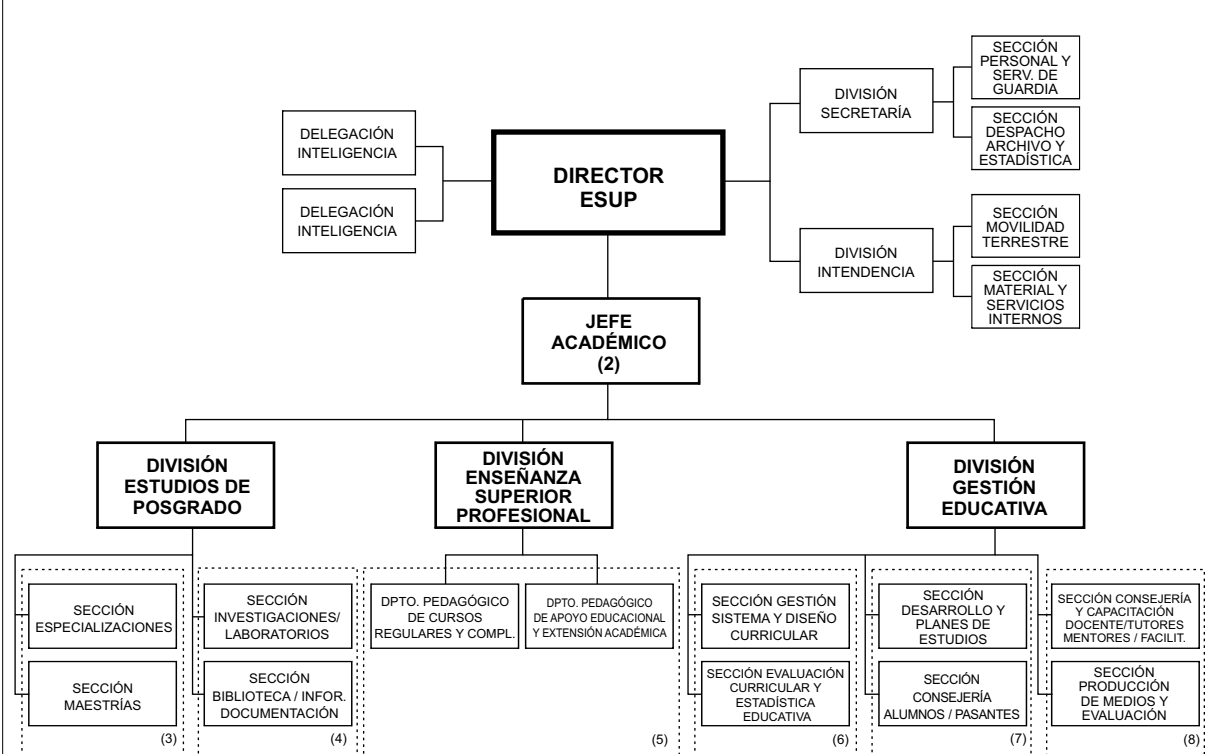 SECCIÓN
PERSONAL Y
SERV. DE
GUARDIA
DIVISIÓN
SECRETARÍA
SECCIÓN
DESPACHO
ARCHIVO Y
ESTADÍSTICA
DELEGACIÓN
INTELIGENCIA
DELEGACIÓN
INTELIGENCIA
DIRECTOR
ESUP
SECCIÓN
MOVILIDAD
TERRESTRE
DIVISIÓN
INTENDENCIA
SECCIÓN
MATERIAL Y
SERVICIOS
INTERNOS
JEFE
ACADÉMICO
(2)
DIVISIÓN
ESTUDIOS DE
POSGRADO
DIVISIÓN
ENSEÑANZA
SUPERIOR
PROFESIONAL
DIVISIÓN
GESTIÓN
EDUCATIVA
SECCIÓN
ESPECIALIZACIONES
SECCIÓN
MAESTRÍAS
(3)
SECCIÓN
INVESTIGACIONES/
LABORATORIOS
SECCIÓN
BIBLIOTECA / INFOR.
DOCUMENTACIÓN
(4)
DPTO. PEDAGÓGICO
DE CURSOS
REGULARES Y COMPL.
DPTO. PEDAGÓGICO
DE APOYO EDUCACIONAL
Y EXTENSIÓN ACADÉMICA
(5)
SECCIÓN GESTIÓN
SISTEMA Y DISEÑO
CURRICULAR
SECCIÓN EVALUACIÓN
CURRICULAR Y
ESTADÍSTICA
EDUCATIVA
(6)
SECCIÓN
DESARROLLO Y
PLANES DE
ESTUDIOS
SECCIÓN
CONSEJERÍA
ALUMNOS / PASANTES
(7)
SECCIÓN CONSEJERÍA
Y CAPACITACIÓN
DOCENTE/TUTORES
MENTORES / FACILIT.
SECCIÓN
PRODUCCIÓN
DE MEDIOS Y
EVALUACIÓN
(8)